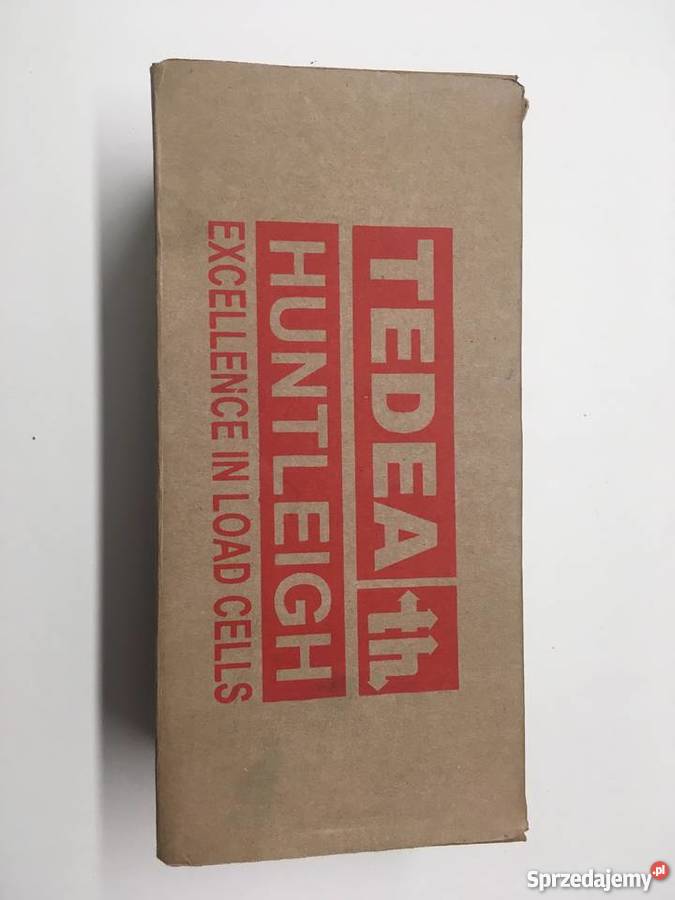 TEDEA th
HUNTLEIGH
EXCELLENCE IN LOAD CELLS
Sprzedajemy.pl